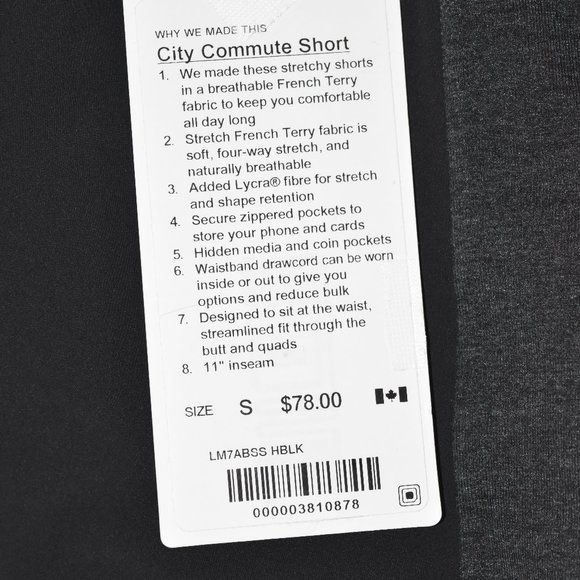 WHY WE MADE THIS
City Commute Short
1. We made these stretchy shorts
in a breathable French Terry
fabric to keep you comfortable
all day long
2. Stretch French Terry fabric is
soft, four-way stretch, and
naturally breathable
3. Added Lycra® fibre for stretch
and shape retention
4. Secure zippered pockets to
store your phone and cards
5. Hidden media and coin pockets
6. Waistband drawcord can be worn
inside or out to give you
options and reduce bulk
7. Designed to sit at the waist,
streamlined fit through the
butt and quads
8. 11" inseam
SIZE S $78.00
LM7ABSS HBLK
000003810878